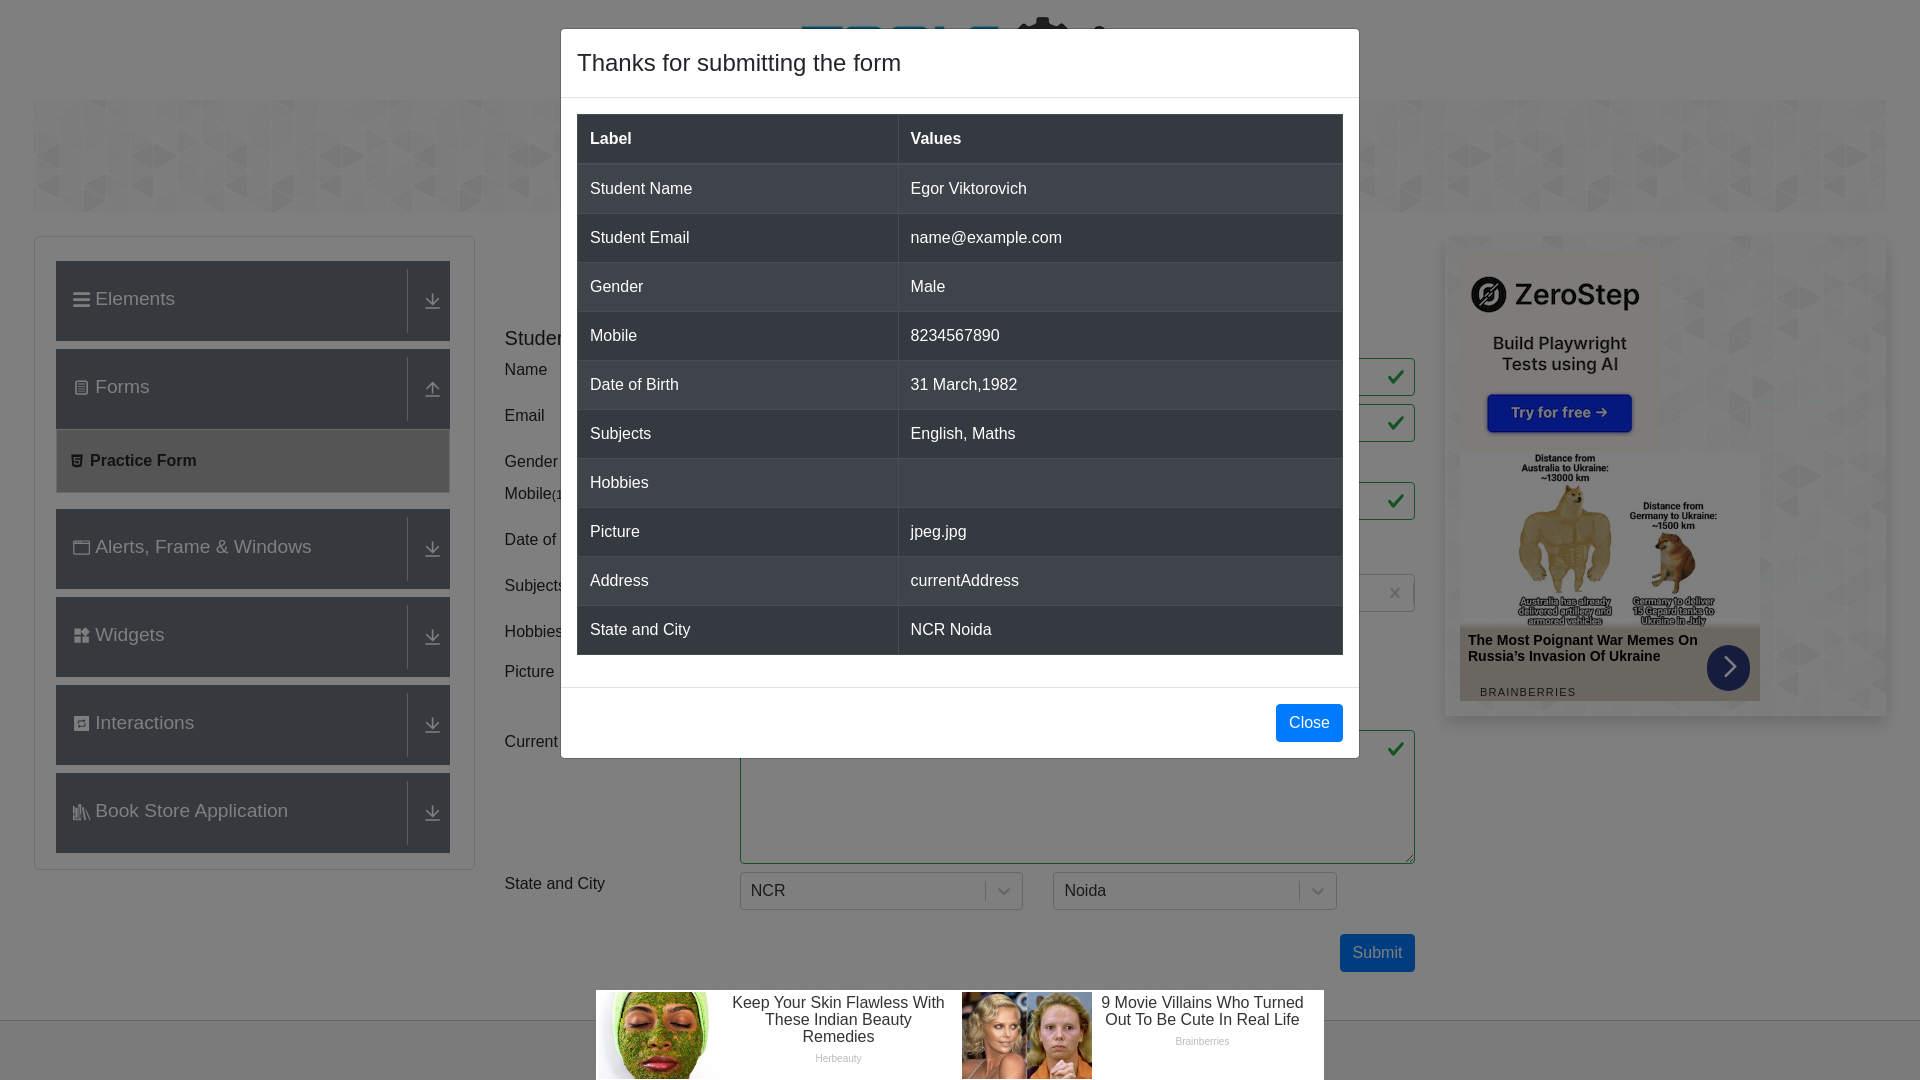 Thanks for submitting the form
Label Values
Student Name Egor Viktorovich
Student Email name@example.com
Gender Male
Mobile 8234567890
Date of Birth 31 March,1982
Subjects English, Maths
Hobbies
Picture jpeg.jpg
Address currentAddress
State and City NCR Noida
Close
Elements
Forms
Practice Form
Alerts, Frame & Windows
Widgets
Interactions
Book Store Application
Name
Email
Gender
Mobile
Date of
Subjects
Hobbies
Picture
Current
State and City NCR Noida
Submit
ZeroStep
Build Playwright
Tests using AI
Try for free →
Distance from
Australia to Ukraine:
~13000 km
Distance from
Germany to Ukraine:
~1500 km
Australia has already
delivered artillery and
armored vehicles
Germany to deliver
15 Gepard tanks to
Ukraine in July
The Most Poignant War Memes On
Russia’s Invasion Of Ukraine
BRAINBERRIES
Keep Your Skin Flawless With
These Indian Beauty
Remedies
Herbeauty
9 Movie Villains Who Turned
Out To Be Cute In Real Life
Brainberries